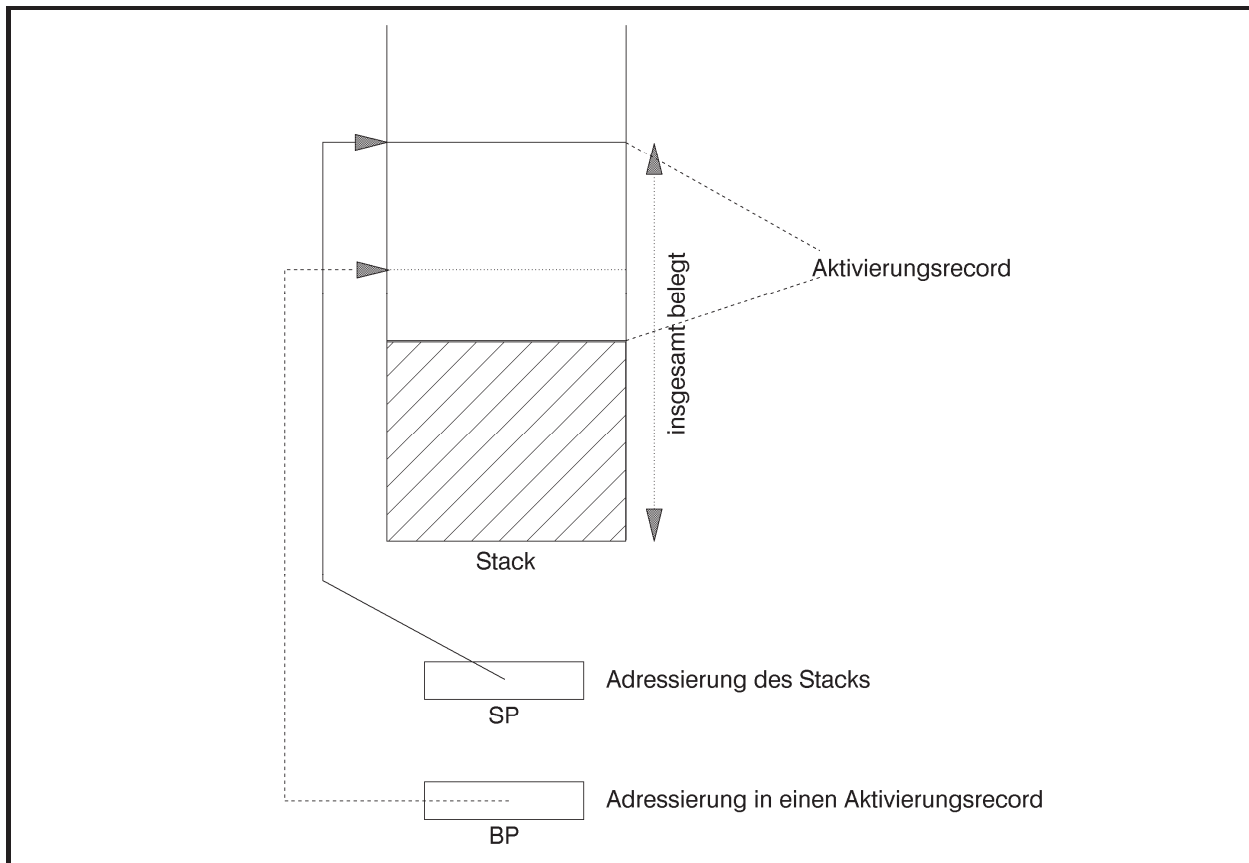 Aktivierungsrecord
insgesamt belegt
Stack
Adressierung des Stacks
SP
Adressierung in einen Aktivierungsrecord
BP